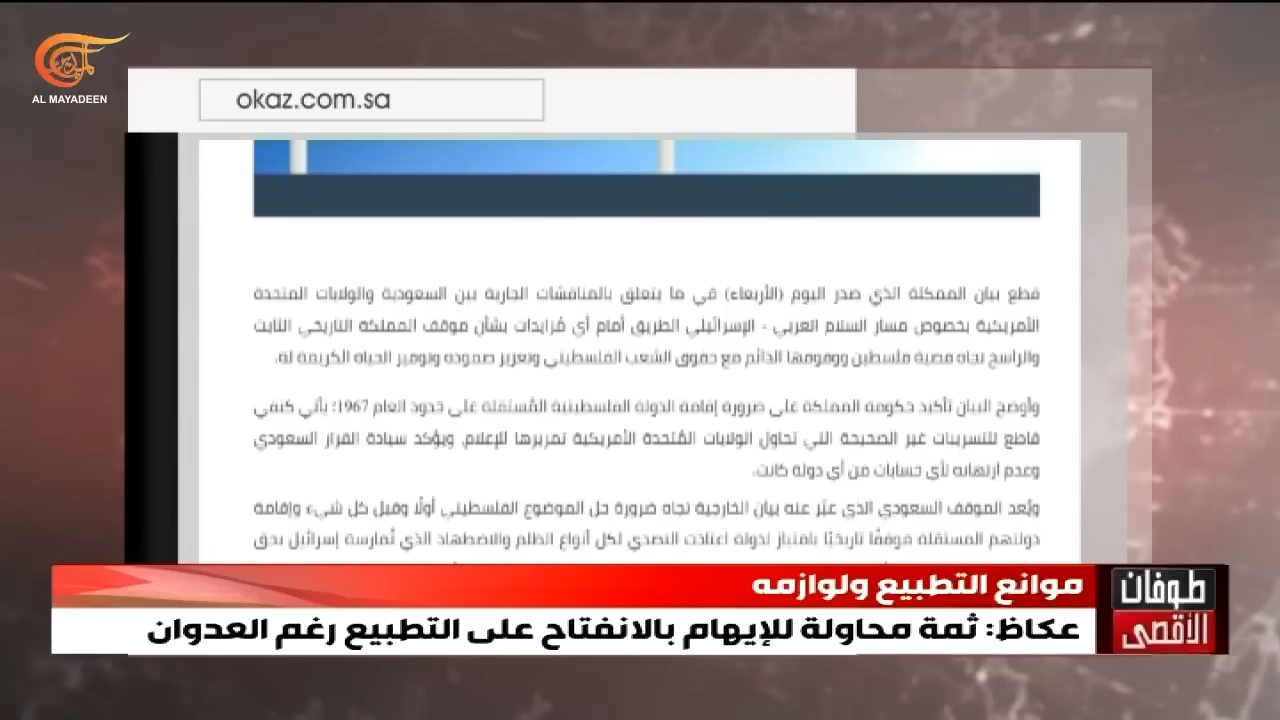 AL MAYADEEN
okaz.com.sa
قطع بيان المملكة الذي صدر اليوم (الأربعاء) في ما يتعلق بالمناقشات الجارية بين السعودية والولايات المتحدة
الأمريكية بخصوص مسار السلام العربي - الإسرائيلي الطريق أمام أي مُزايدات بشأن موقف المملكة التاريخي الثابت
والراسخ تجاه قضية فلسطين ووقوفها الدائم مع حقوق الشعب الفلسطيني وتعزيز صموده وتوفير الحياة الكريمة له.
وأوضح البيان تأكيد حكومة المملكة على ضرورة إقامة الدولة الفلسطينية المُستقلة على حدود العام 1967؛ يأتي كنفي
قاطع للتسريبات غير الصحيحة التي تحاول الولايات المُتحدة الأمريكية تمريرها للإعلام، ويؤكد سيادة القرار السعودي
وعدم ارتهانه لأي حسابات من أي دولة كانت.
ويُعد الموقف السعودي الذي عبّر عنه بيان الخارجية تجاه ضرورة حل الموضوع الفلسطيني أولًا وقبل كل شيء وإقامة
دولتهم المستقلة موقفًا تاريخيًا بامتياز لدولة اعتادت التصدي لكل أنواع الظلم والاضطهاد الذي تُمارسه إسرائيل بحق
موانع التطبيع ولوازمه
عكاظ: ثمة محاولة للإيهام بالانفتاح على التطبيع رغم العدوان
طوفان
الأقصى